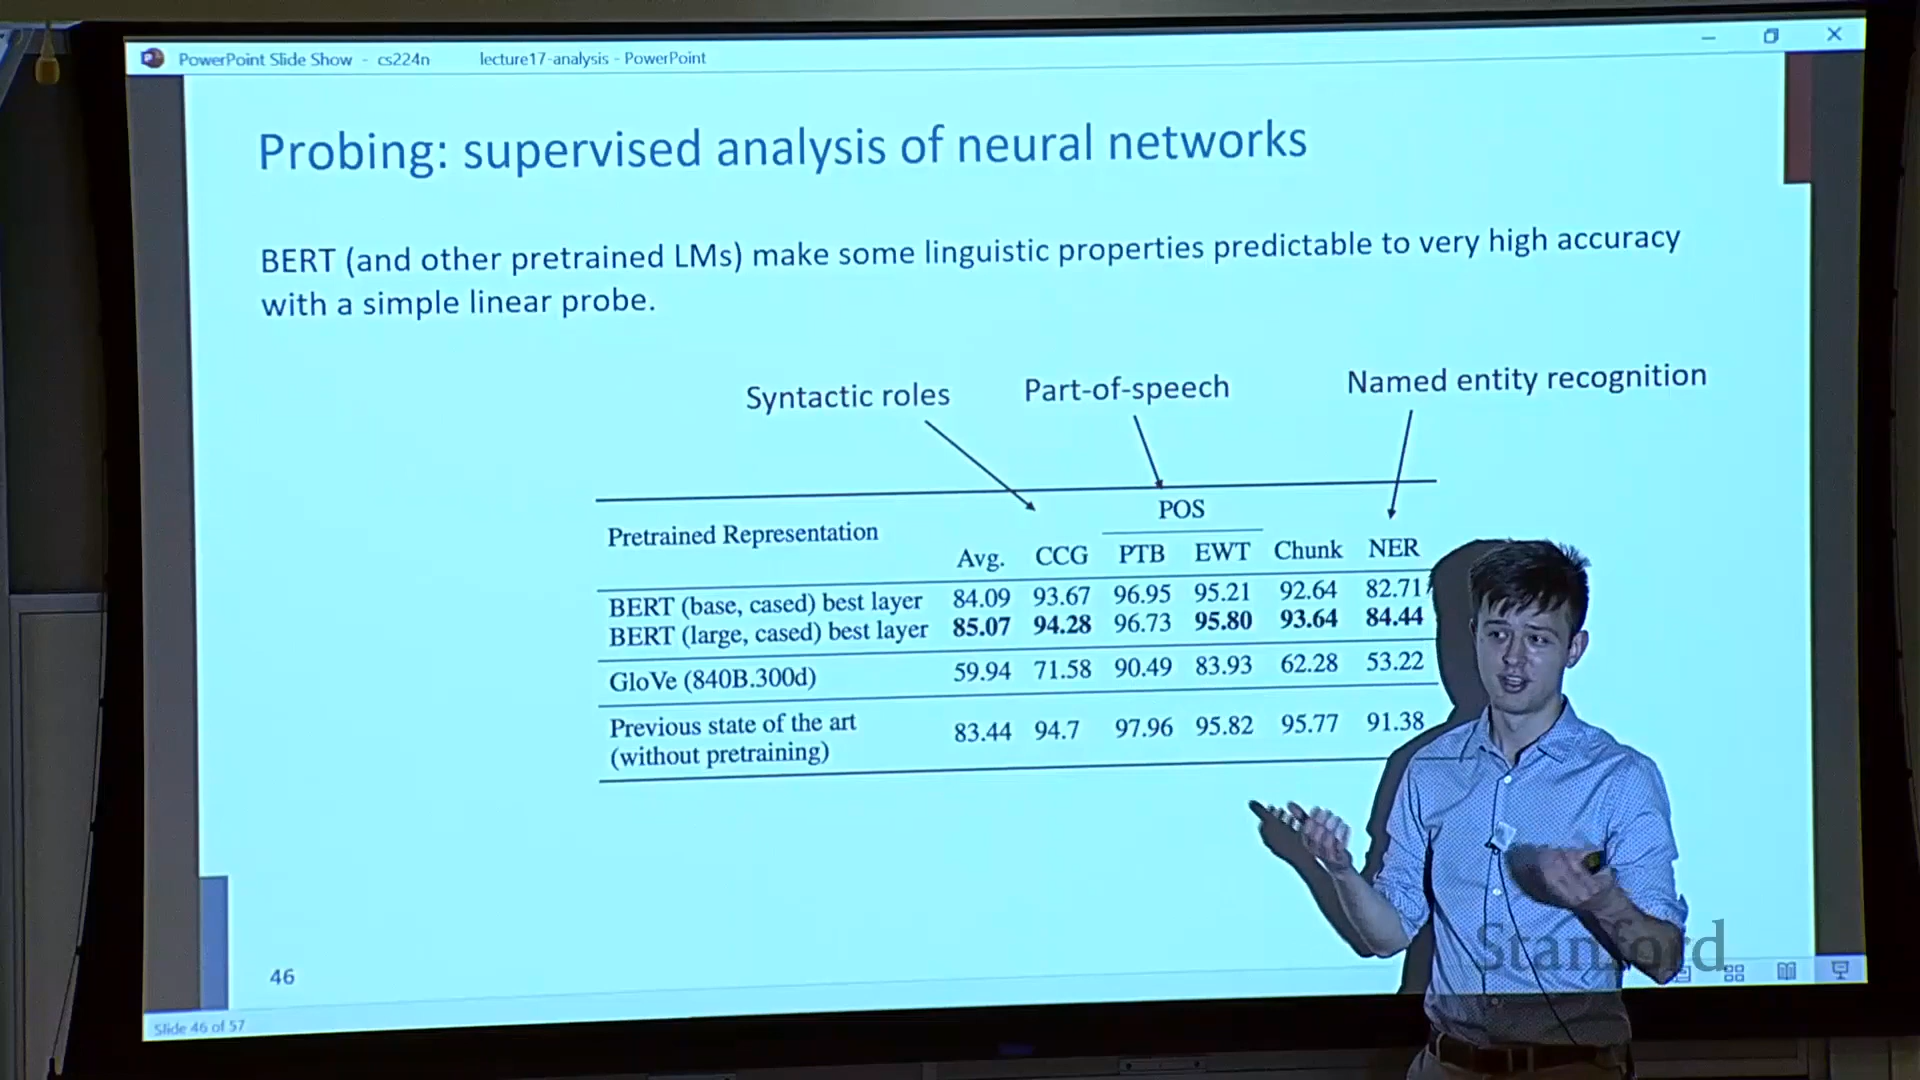 PowerPoint Slide Show - cs224n lecture17-analysis - PowerPoint
Probing: supervised analysis of neural networks
BERT (and other pretrained LMs) make some linguistic properties predictable to very high accuracy
with a simple linear probe.
Syntactic roles Part-of-speech Named entity recognition
POS
Pretrained Representation
Avg. CCG PTB EWT Chunk NER
BERT (base, cased) best layer 84.09 93.67 96.95 95.21 92.64 82.71
BERT (large, cased) best layer 85.07 94.28 96.73 95.80 93.64 84.44
GloVe (840B.300d) 59.94 71.58 90.49 83.93 62.28 53.22
Previous state of the art
(without pretraining) 83.44 94.7 97.96 95.82 95.77 91.38
Stanford
46
Slide 46 of 57